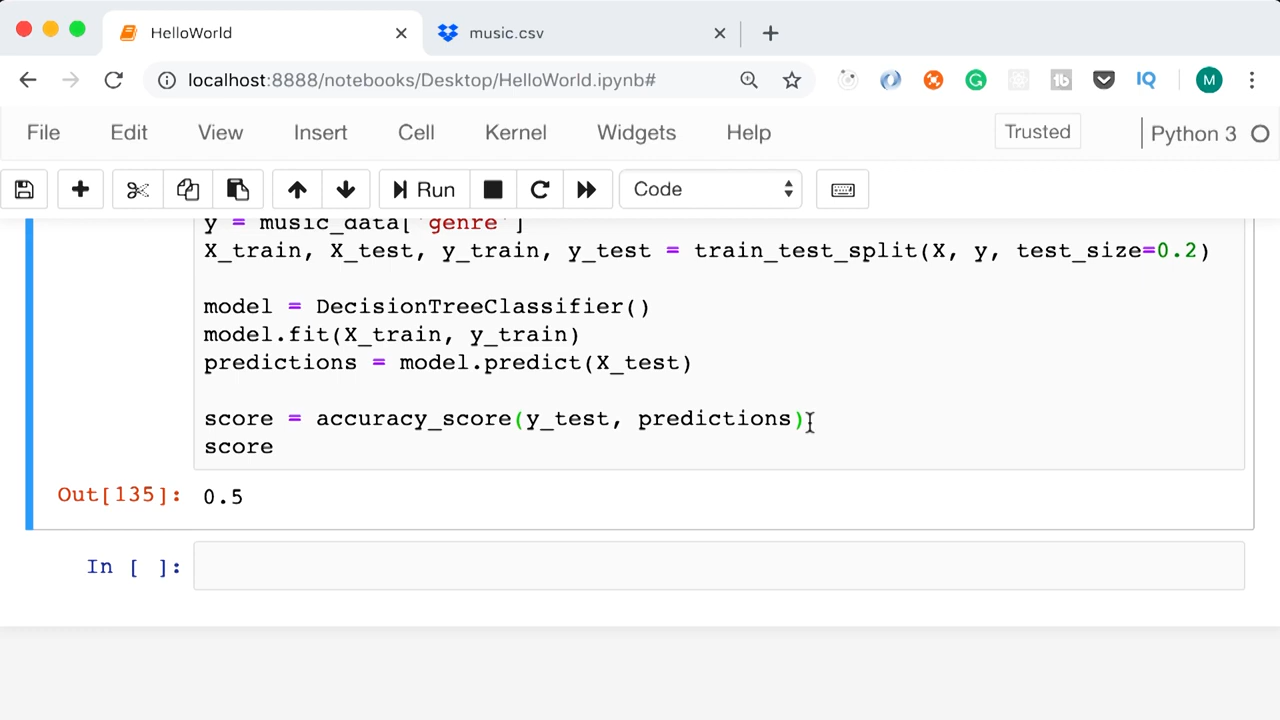 HelloWorld
music.csv
localhost:8888/notebooks/Desktop/HelloWorld.ipynb#
IQ
M
File Edit View Insert Cell Kernel Widgets Help Trusted Python 3
Run Code
y = music_data['genre']
X_train, X_test, y_train, y_test = train_test_split(X, y, test_size=0.2)
model = DecisionTreeClassifier()
model.fit(X_train, y_train)
predictions = model.predict(X_test)
score = accuracy_score(y_test, predictions)
score
Out[135]: 0.5
In [ ]: